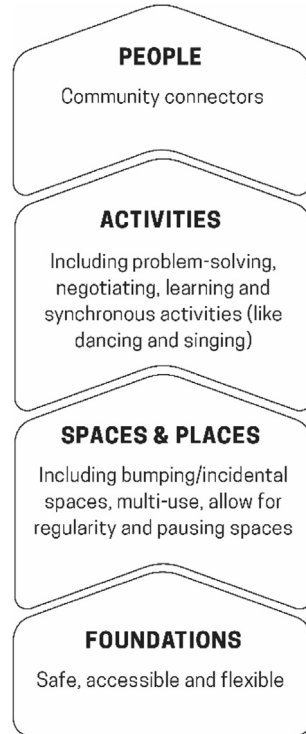 PEOPLE
Community connectors
ACTIVITIES
Including problem-solving,
negotiating, learning and
synchronous activities (like
dancing and singing)
SPACES & PLACES
Including bumping/incidental
spaces, multi-use, allow for
regularity and pausing spaces
FOUNDATIONS
Safe, accessible and flexible